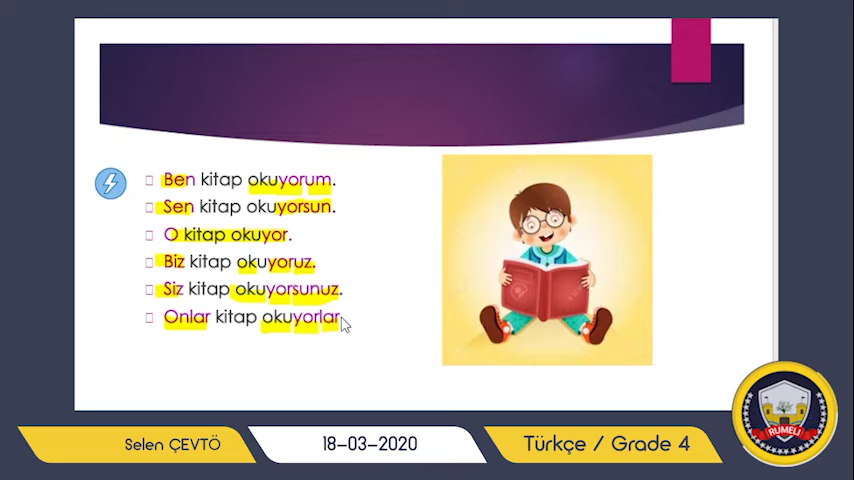 Ben kitap okuyorum.
Sen kitap okuyorsun.
O kitap okuyor.
Biz kitap okuyoruz.
Siz kitap okuyorsunuz.
Onlar kitap okuyorlar
Selen ÇEVTÖ
18-03-2020
Türkçe / Grade 4
RUMELI